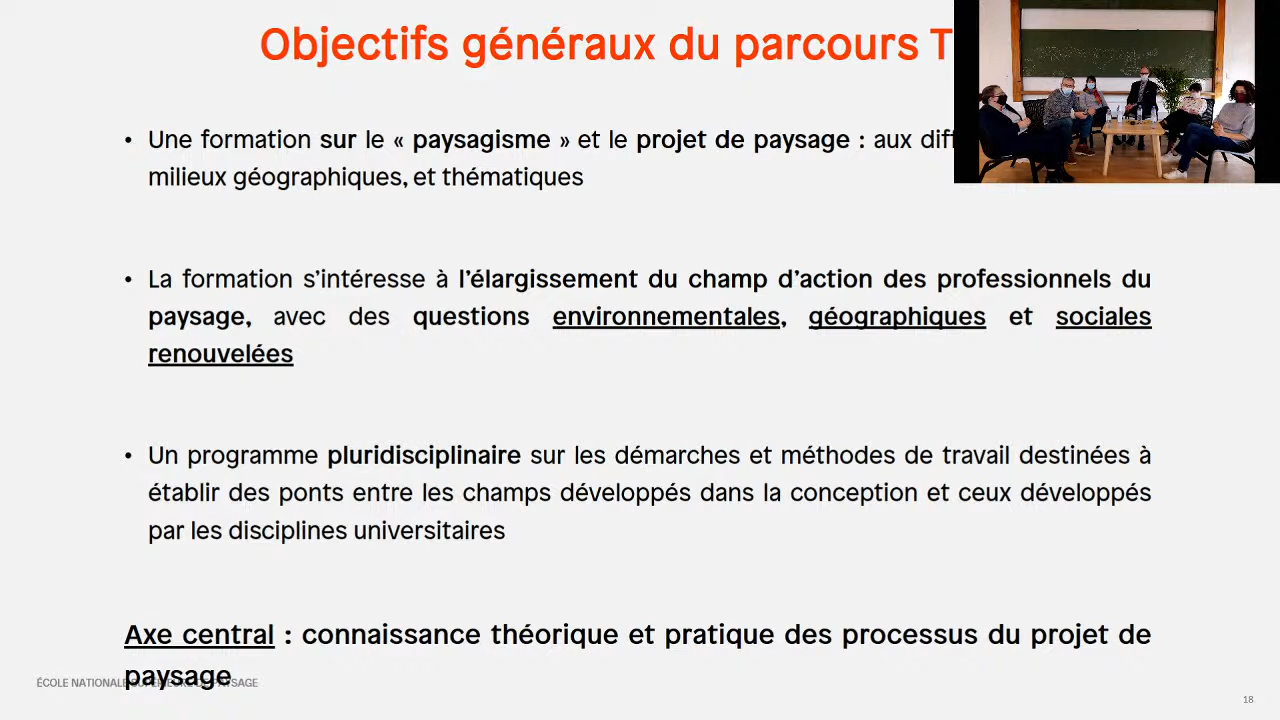 Objectifs généraux du parcours T
• Une formation sur le « paysagisme » et le projet de paysage : aux
milieux géographiques, et thématiques
• La formation s'intéresse à l'élargissement du champ d'action des professionnels du
paysage, avec des questions environnementales, géographiques et sociales
renouvelées
• Un programme pluridisciplinaire sur les démarches et méthodes de travail destinées à
établir des ponts entre les champs développés dans la conception et ceux développés
par les disciplines universitaires
Axe central : connaissance théorique et pratique des processus du projet de
paysage
ÉCOLE NATIONALE SUPÉRIEURE DE PAYSAGE
18